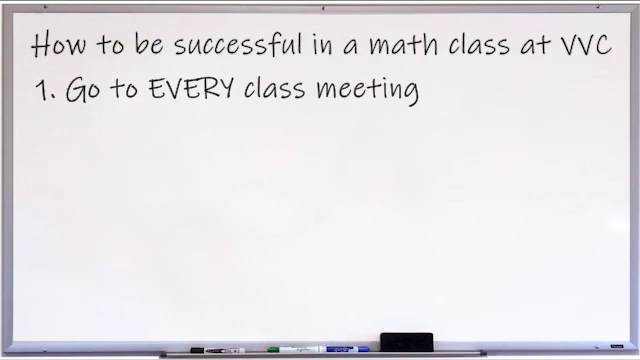 How to be successful in a math class at VVC
1. Go to EVERY class meeting